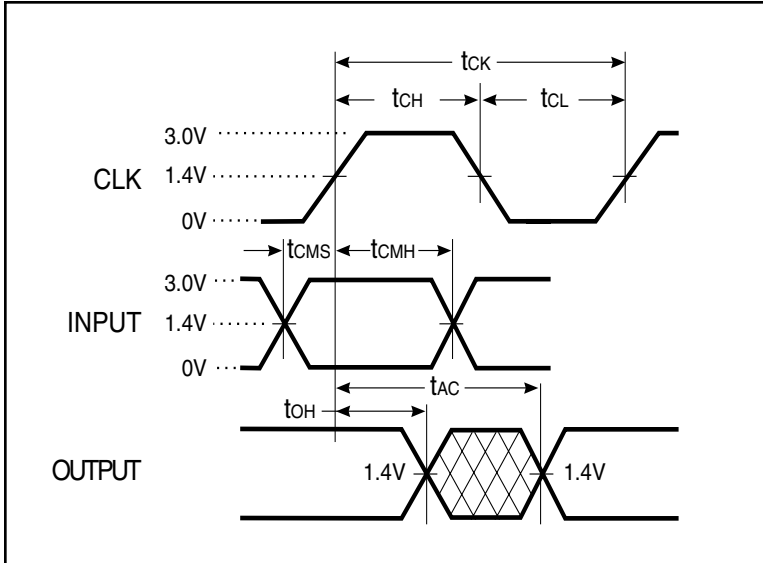 tCK
tCH tCL
3.0V
CLK 1.4V
0V
tCMS tCMH
3.0V
INPUT 1.4V
0V
tAC
tOH
OUTPUT 1.4V 1.4V